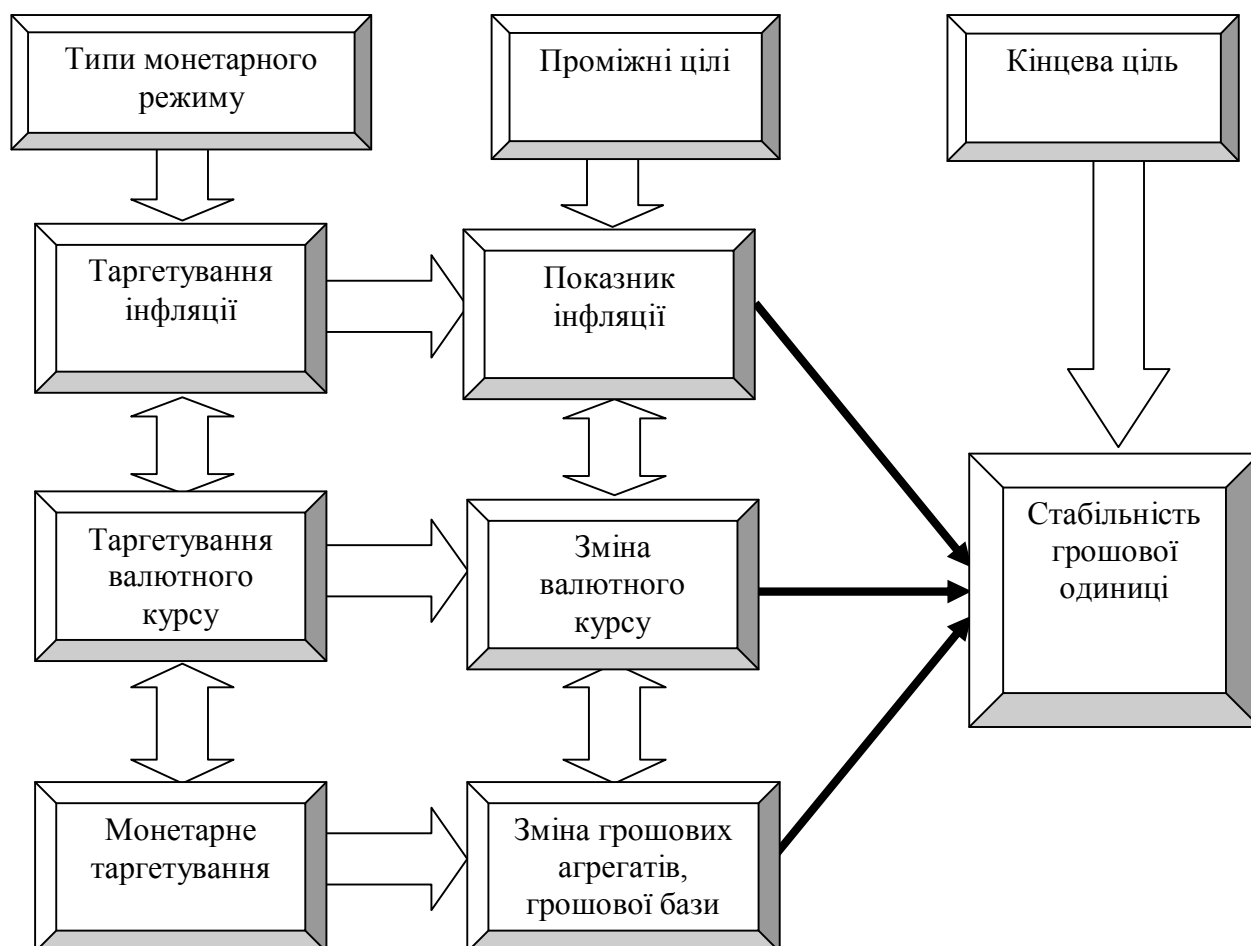 Типи монетарного
режиму
Проміжні цілі
Кінцева ціль
Таргетування
інфляції
Показник
інфляції
Таргетування
валютного
курсу
Зміна
валютного
курсу
Стабільність
грошової
одиниці
Монетарне
таргетування
Зміна грошових
агрегатів,
грошової бази